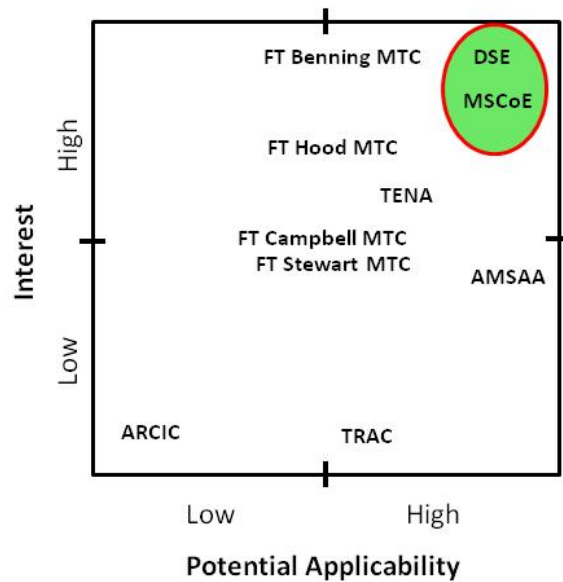 FT Benning MTC
DSE
MSCoE
FT Hood MTC
TENA
FT Campbell MTC
FT Stewart MTC
AMSAA
ARCIC
TRAC
Interest
High
Low
Low
High
Potential Applicability